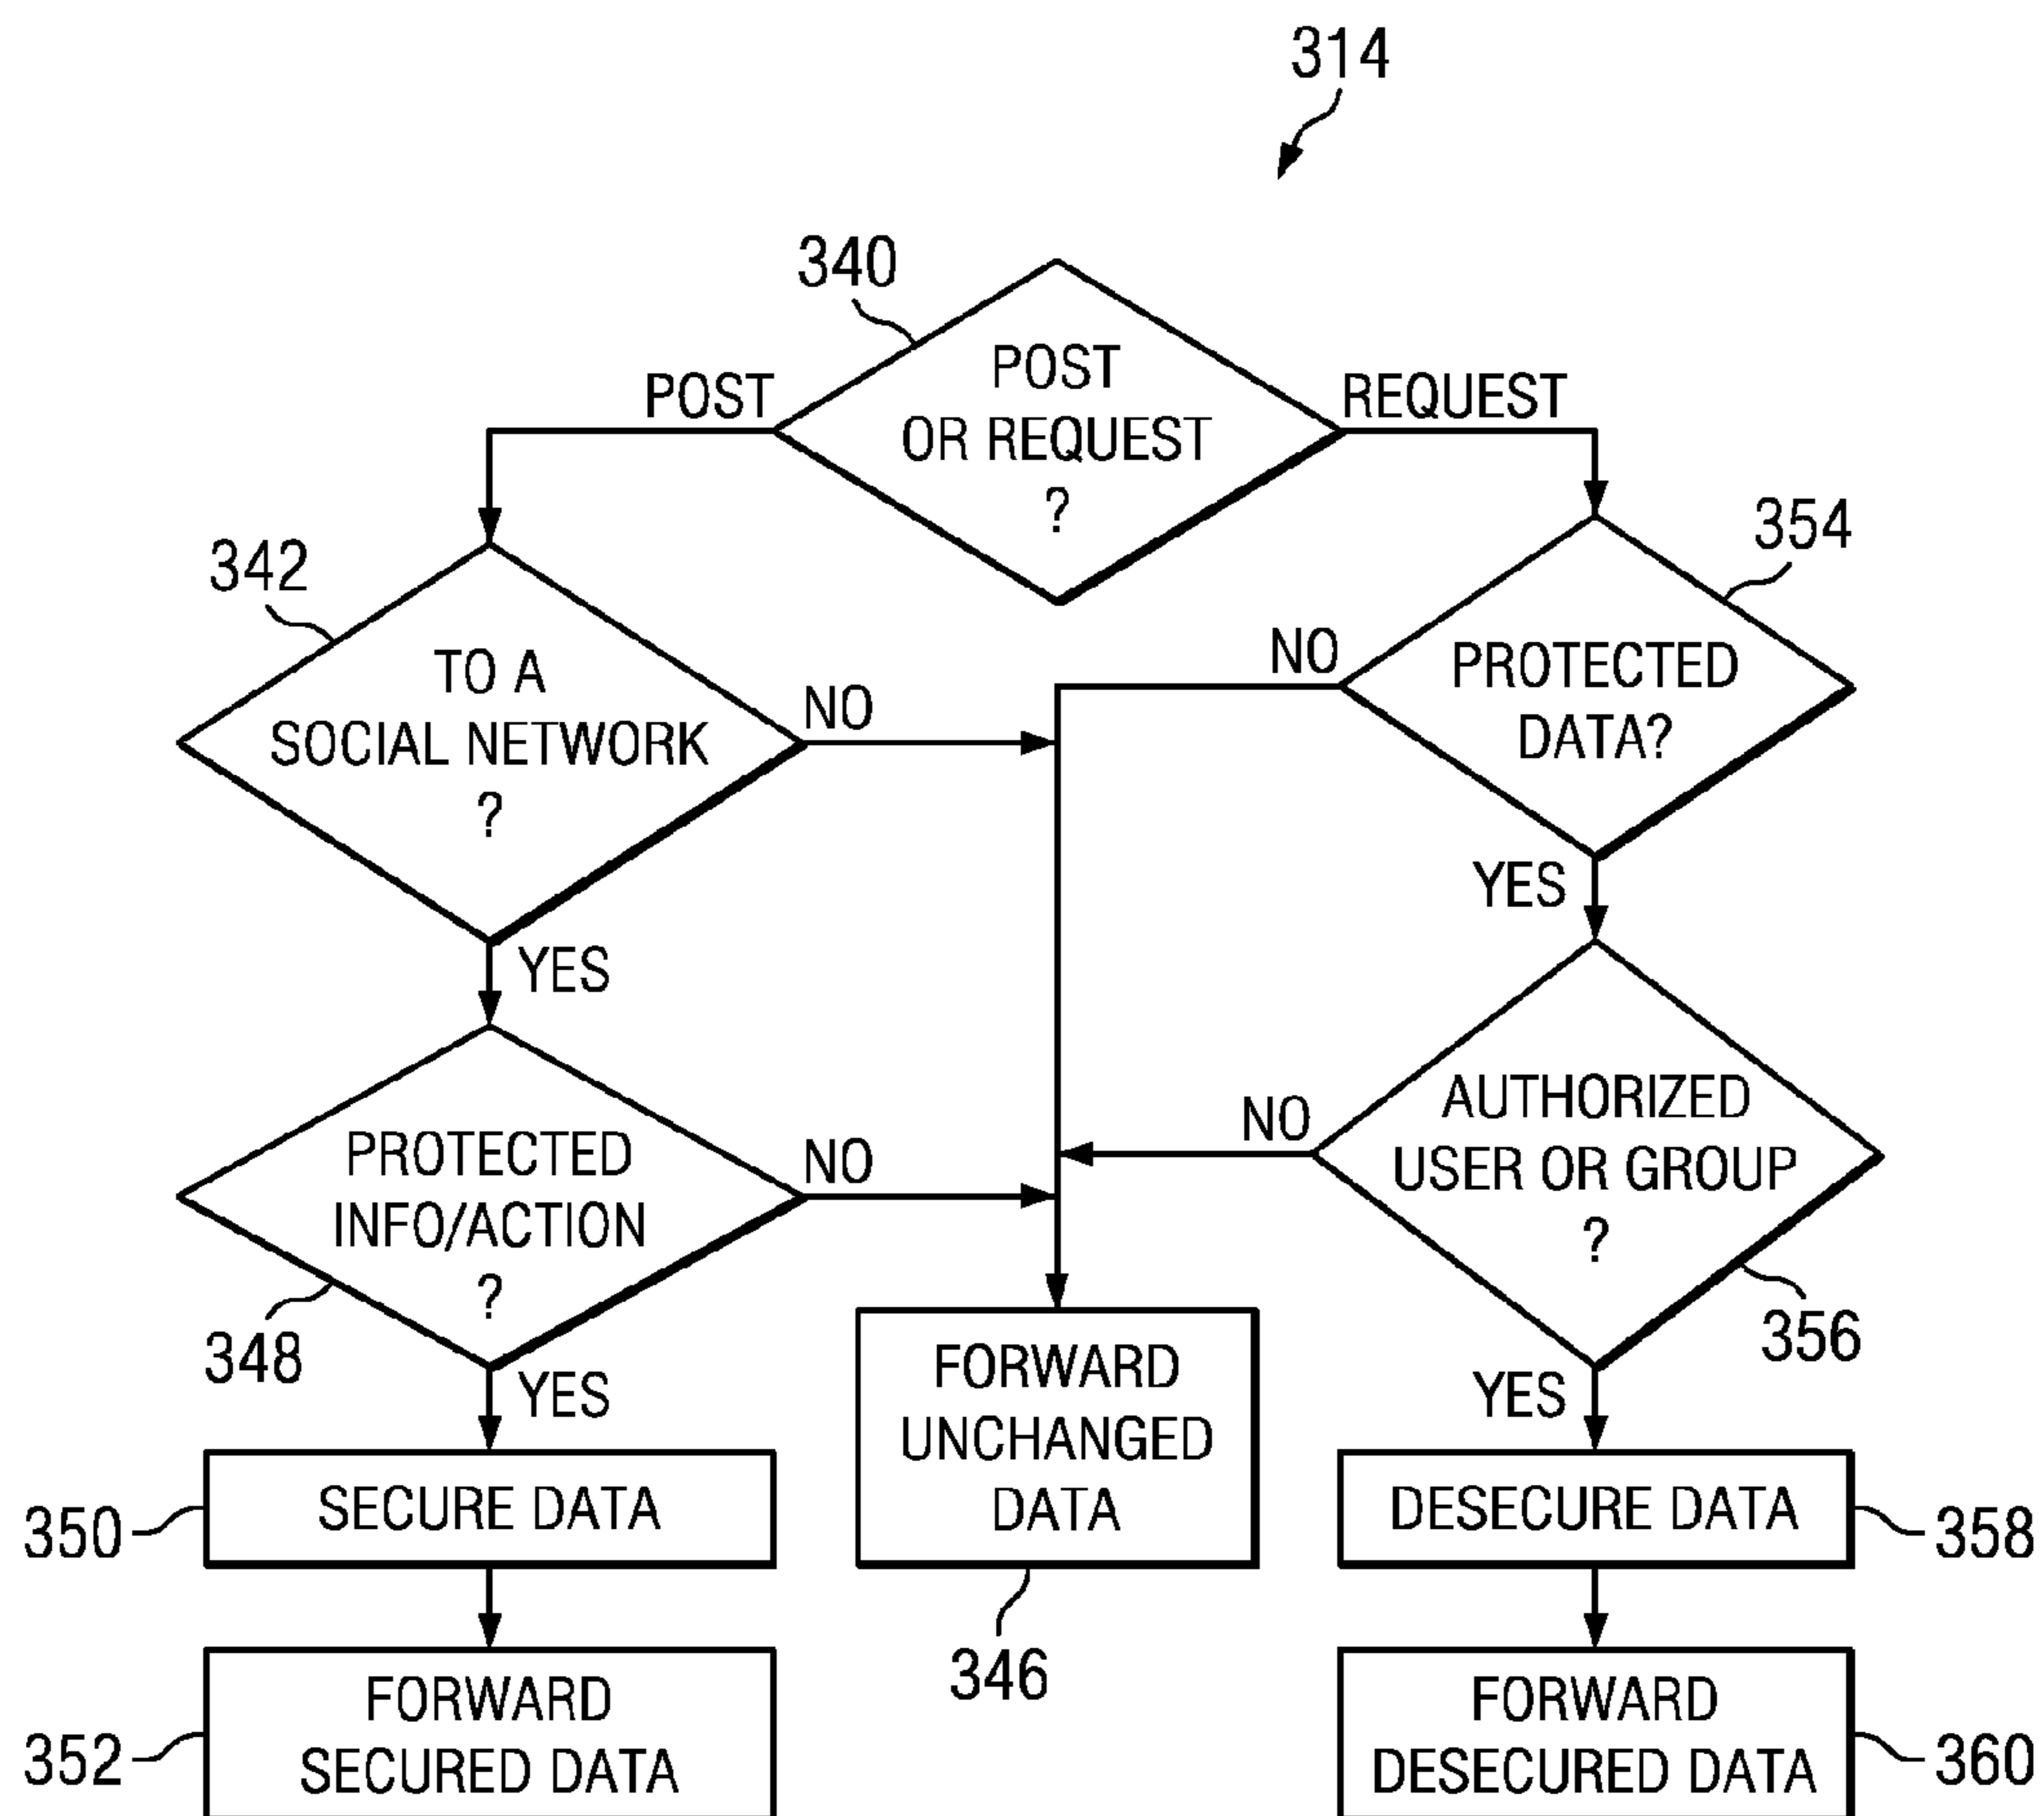 314
340
POST
OR REQUEST
?
POST
REQUEST
342
TO A
SOCIAL NETWORK
?
NO
YES
354
PROTECTED
DATA?
NO
YES
348
PROTECTED
INFO/ACTION
?
NO
YES
356
AUTHORIZED
USER OR GROUP
?
NO
YES
350
SECURE DATA
352
FORWARD
SECURED DATA
FORWARD
UNCHANGED
DATA
346
DESECURE DATA
358
FORWARD
DESECURED DATA
360